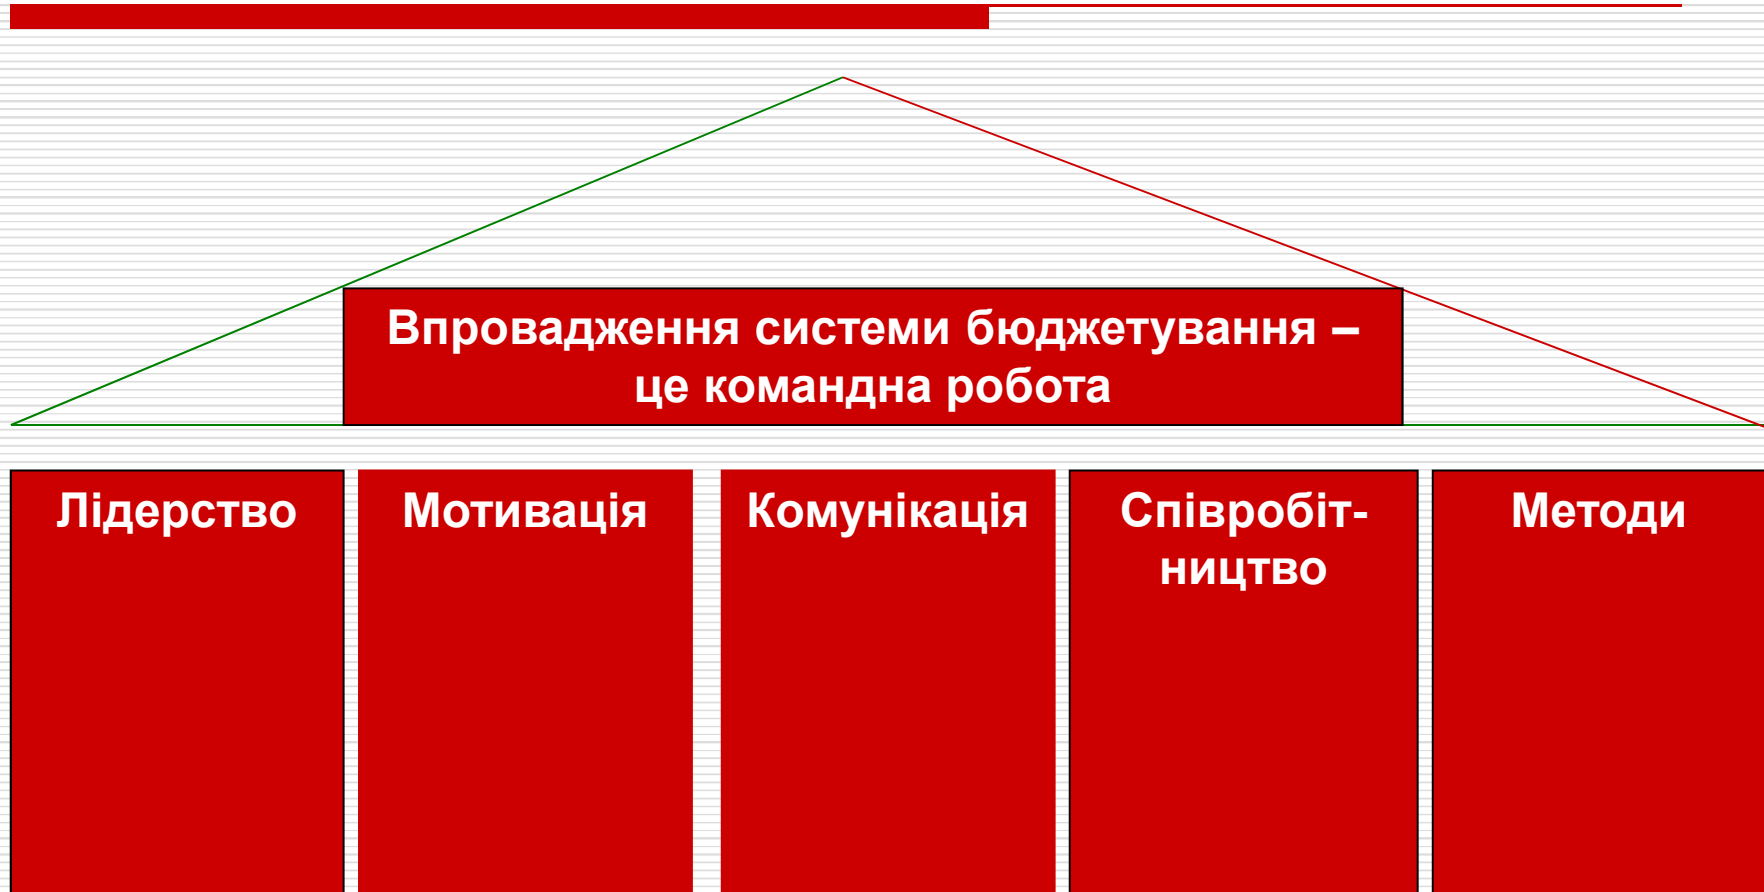 Впровадження системи бюджетування –
це командна робота
Лідерство
Мотивація
Комунікація
Співробіт-
ництво
Методи